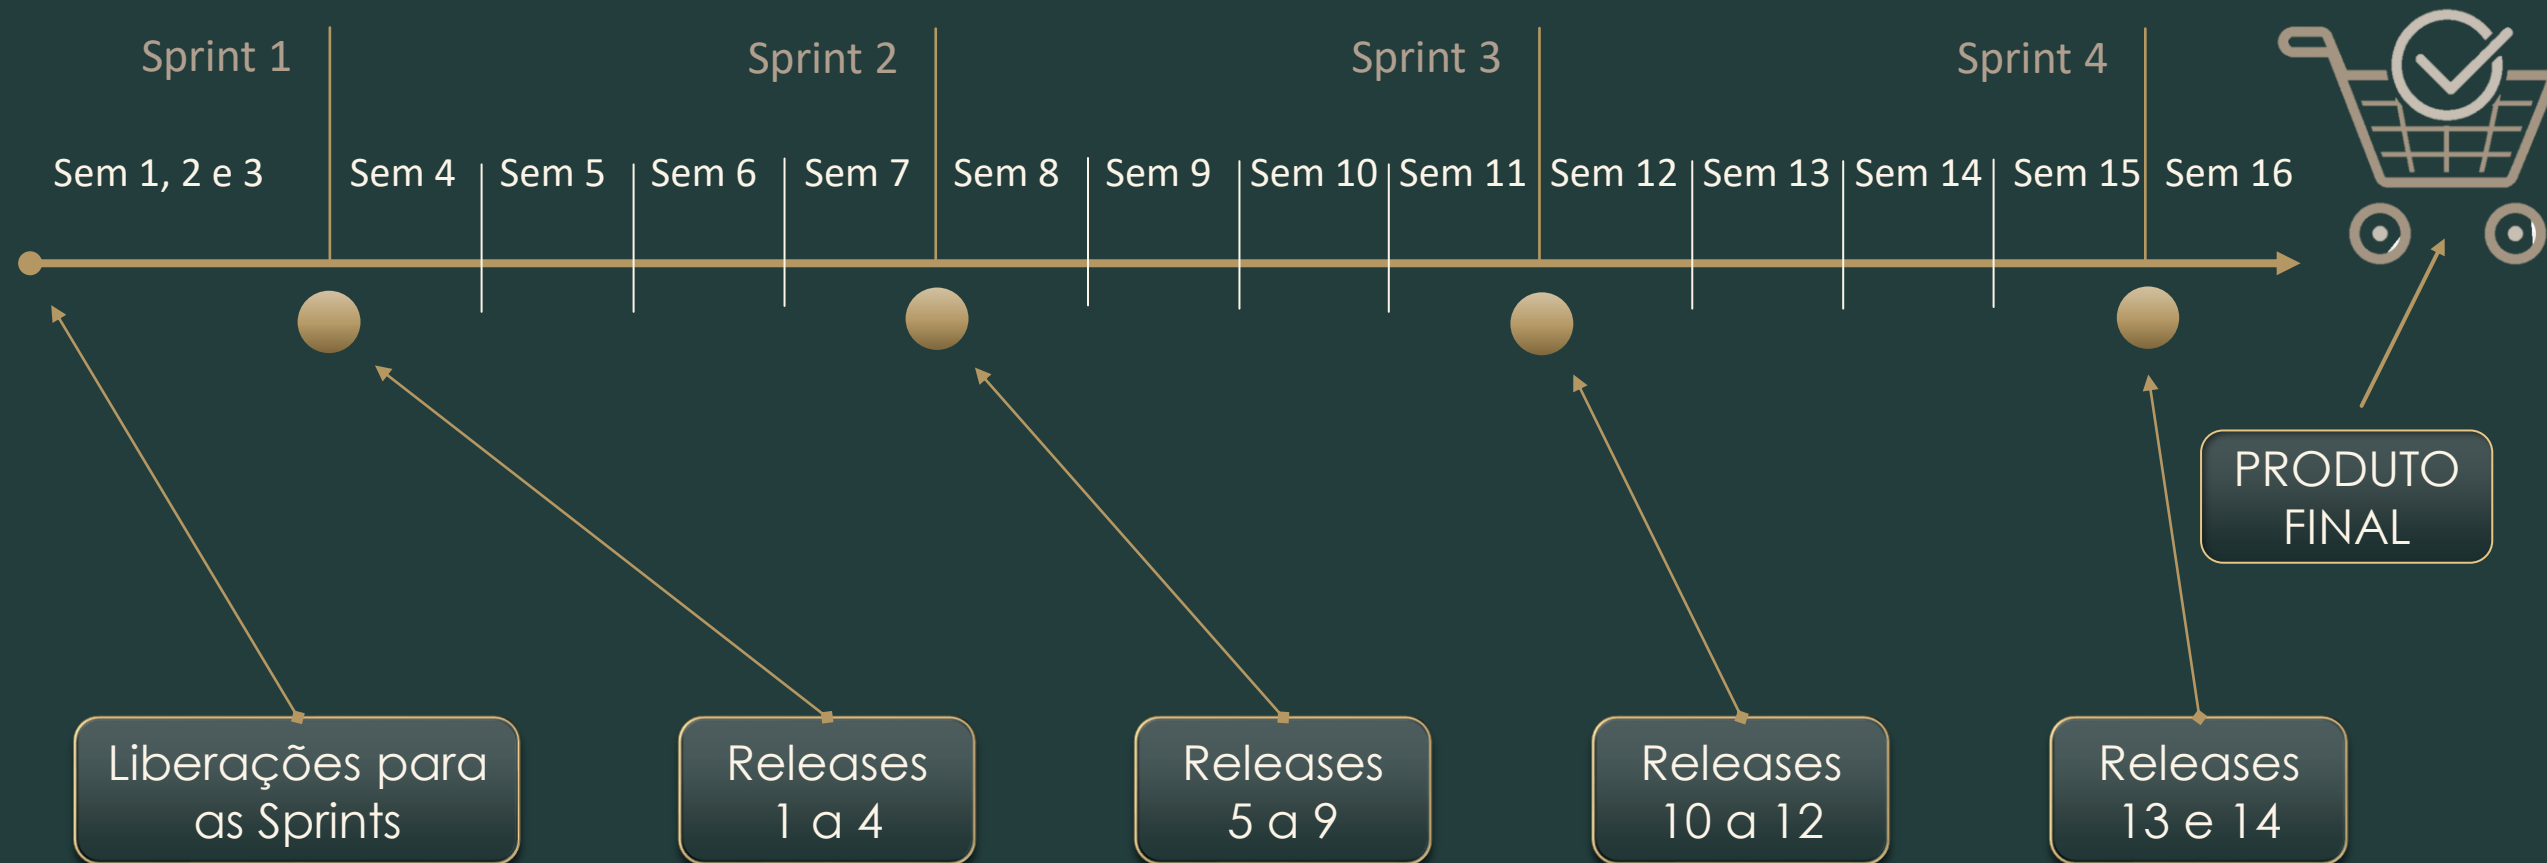 Sprint 1
Sprint 2
Sprint 3
Sprint 4
Sem 1, 2 e 3
Sem 4
Sem 5
Sem 6
Sem 7
Sem 8
Sem 9
Sem 10
Sem 11
Sem 12
Sem 13
Sem 14
Sem 15
Sem 16
PRODUTO
FINAL
Liberações para
as Sprints
Releases
1 a 4
Releases
5 a 9
Releases
10 a 12
Releases
13 e 14